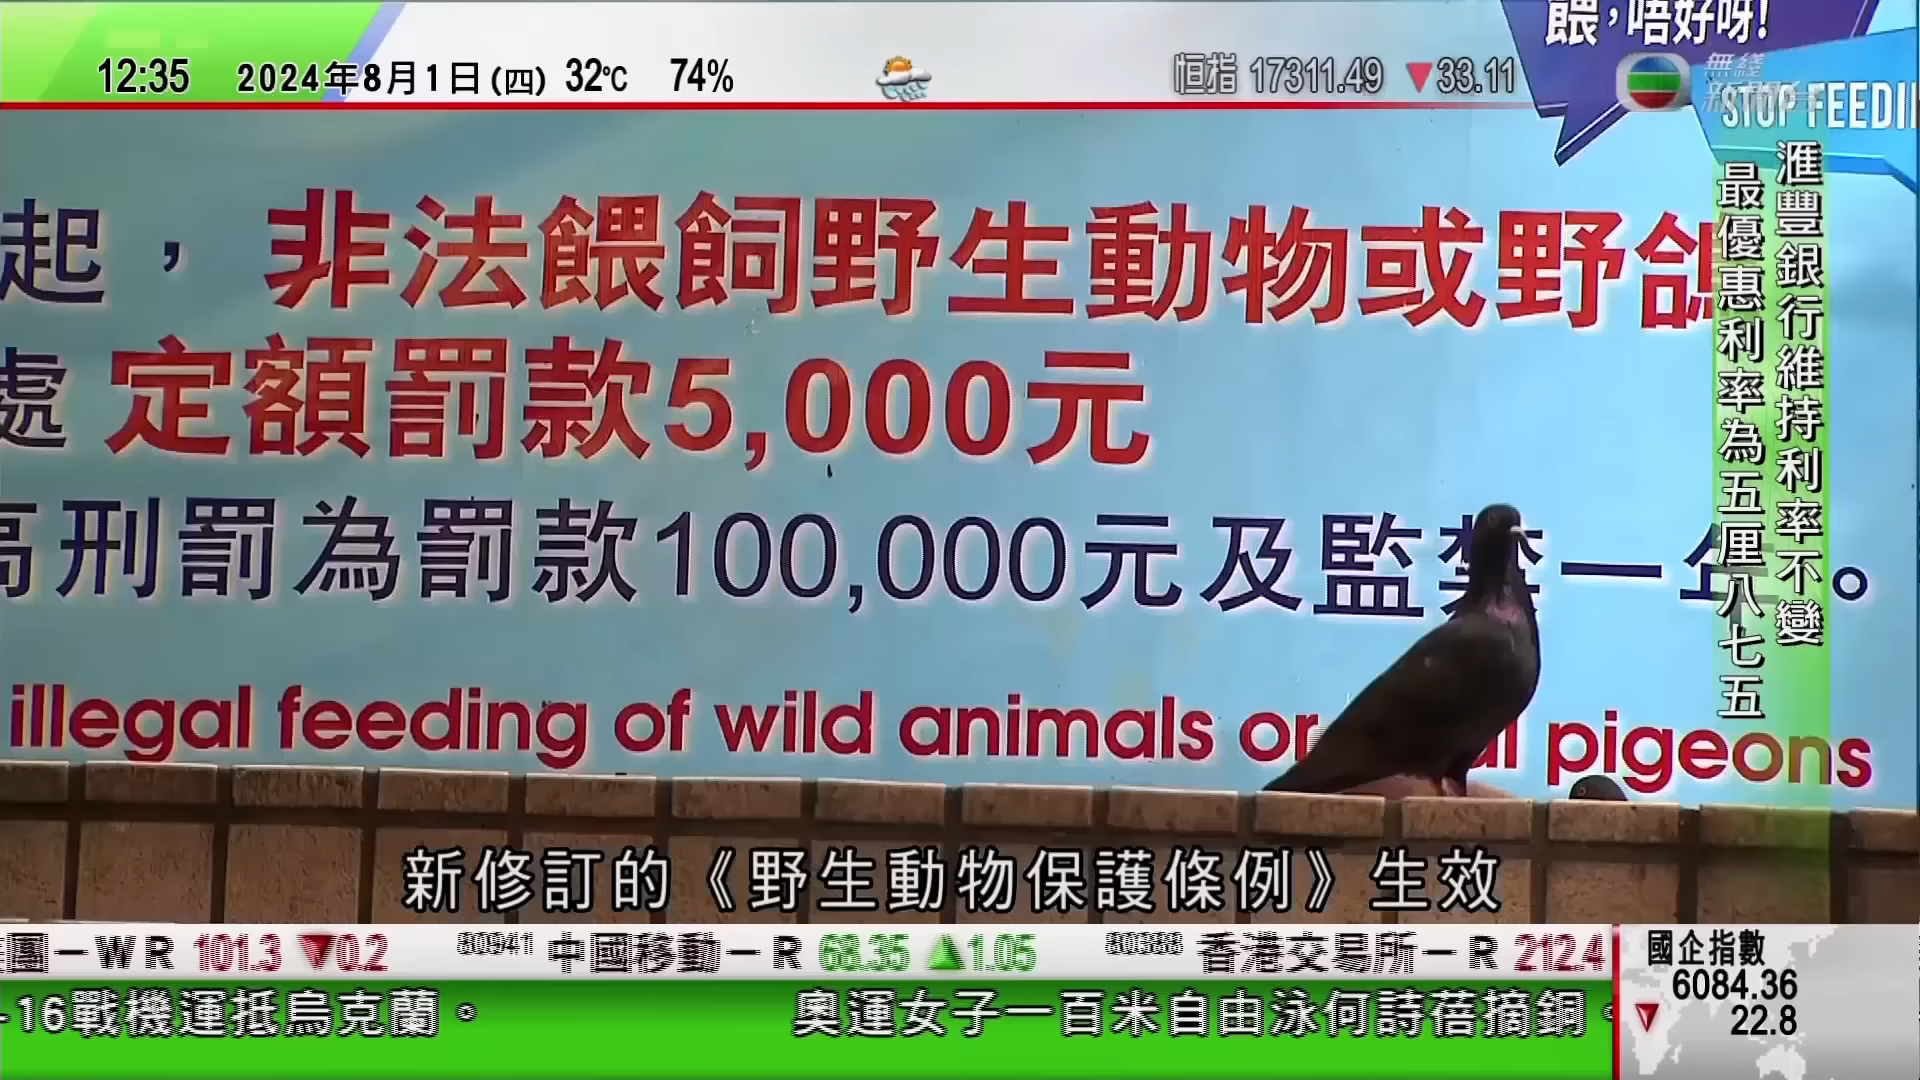 餵，唔好呀!
12:35 2024年8月1日(四) 32℃ 74% 恒指 17311.49 ▼33.11
無綫
STOP FEEDI
滙豐銀行維持利率不變
最優惠利率為五厘八七五
起，非法餵飼野生動物或野鴿
處 定額罰款5,000元
高刑罰為罰款100,000元及監禁一年。
illegal feeding of wild animals or pigeons
新修訂的《野生動物保護條例》生效
團－WR 101.3 ▼0.2 80941 中國移動－R 68.35 ▲1.05 80388 香港交易所－R 212.4
國企指數
6084.36
▼ 22.8
-16戰機運抵烏克蘭。 奧運女子一百米自由泳何詩蓓摘銅。